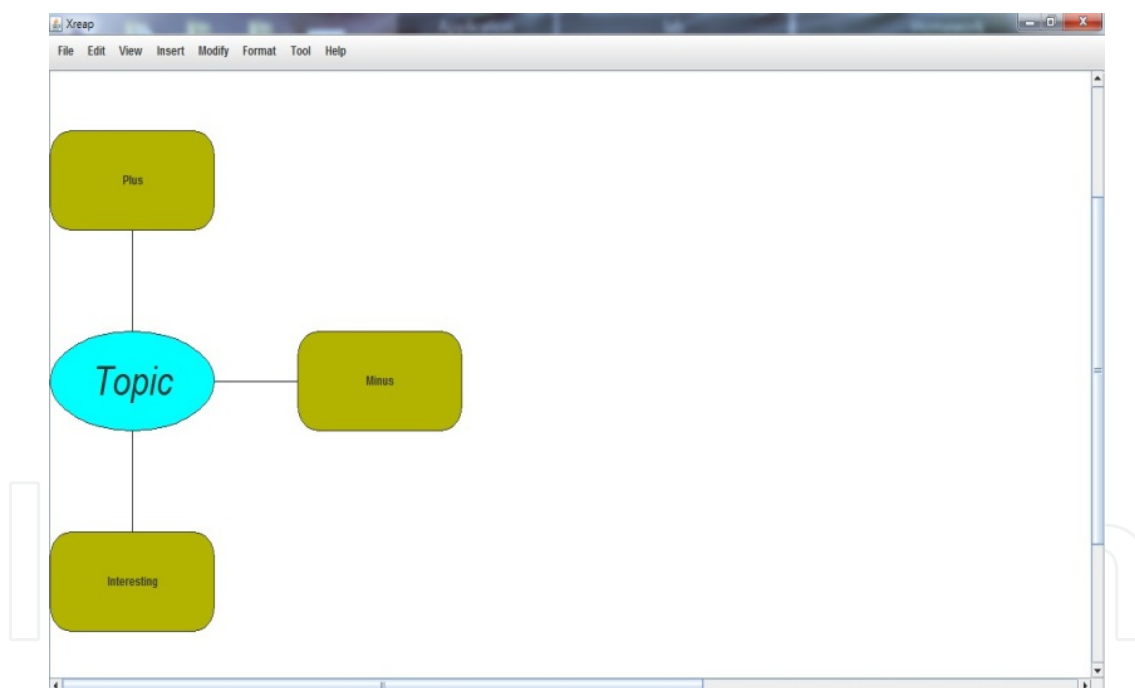 Xreap
File Edit View Insert Modify Format Tool Help
Plus
Topic
Minus
Interesting